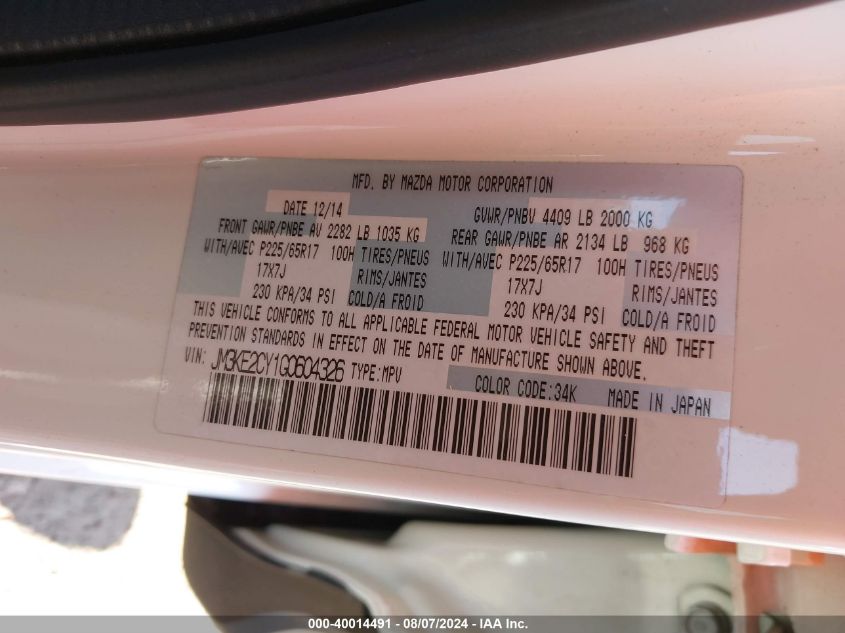 MFD. BY MAZDA MOTOR CORPORATION
DATE 12/14 GVWR/PNBV 4409 LB 2000 KG
FRONT GAWR/PNBE AV 2282 LB 1035 KG REAR GAWR/PNBE AR 2134 LB 968 KG
WITH/AVEC P225/65R17 100H TIRES/PNEUS WITH/AVEC P225/65R17 100H TIRES/PNEUS
17X7J RIMS/JANTES 17X7J RIMS/JANTES
230 KPA/34 PSI COLD/A FROID 230 KPA/34 PSI COLD/A FROID
THIS VEHICLE CONFORMS TO ALL APPLICABLE FEDERAL MOTOR VEHICLE SAFETY AND THEFT
PREVENTION STANDARDS IN EFFECT ON THE DATE OF MANUFACTURE SHOWN ABOVE.
VIN: JM3KE2CY1G0604326 TYPE:MPV
COLOR CODE:34K MADE IN JAPAN
000-40014491 - 08/07/2024 - IAA Inc.